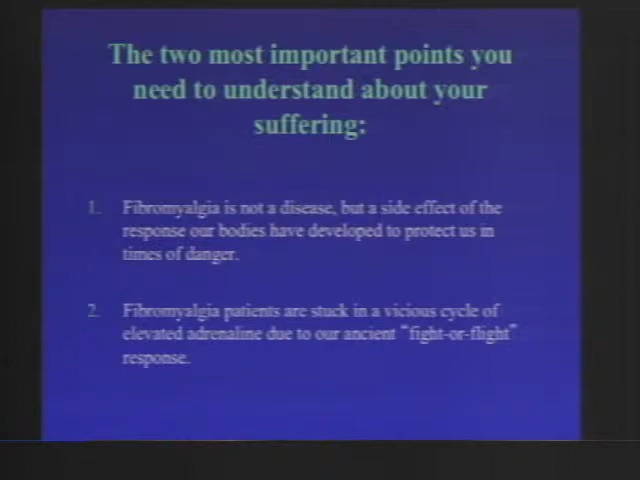 The two most important points you
need to understand about your
suffering:
1. Fibromyalgia is not a disease, but a side effect of the
response our bodies have developed to protect us in
times of danger.
2. Fibromyalgia patients are stuck in a vicious cycle of
elevated adrenaline due to our ancient "fight-or-flight"
response.